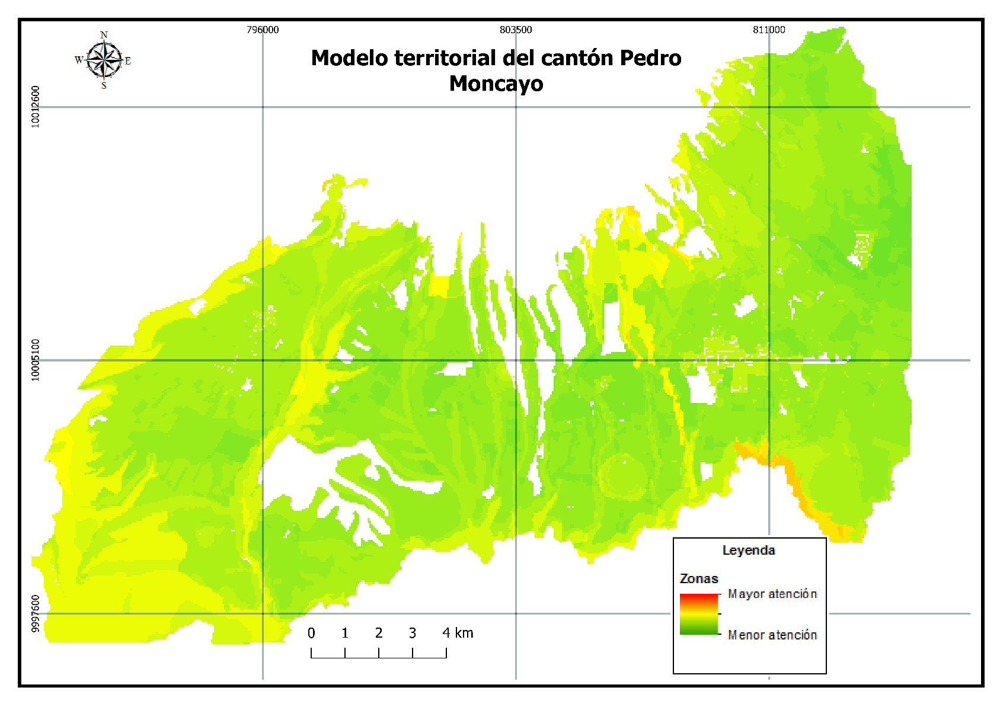 796000
803500
811000
N
W E
S
Modelo territorial del cantón Pedro
Moncayo
10012600
10005100
9997600
0 1 2 3 4 km
Leyenda
Zonas
Mayor atención
Menor atención